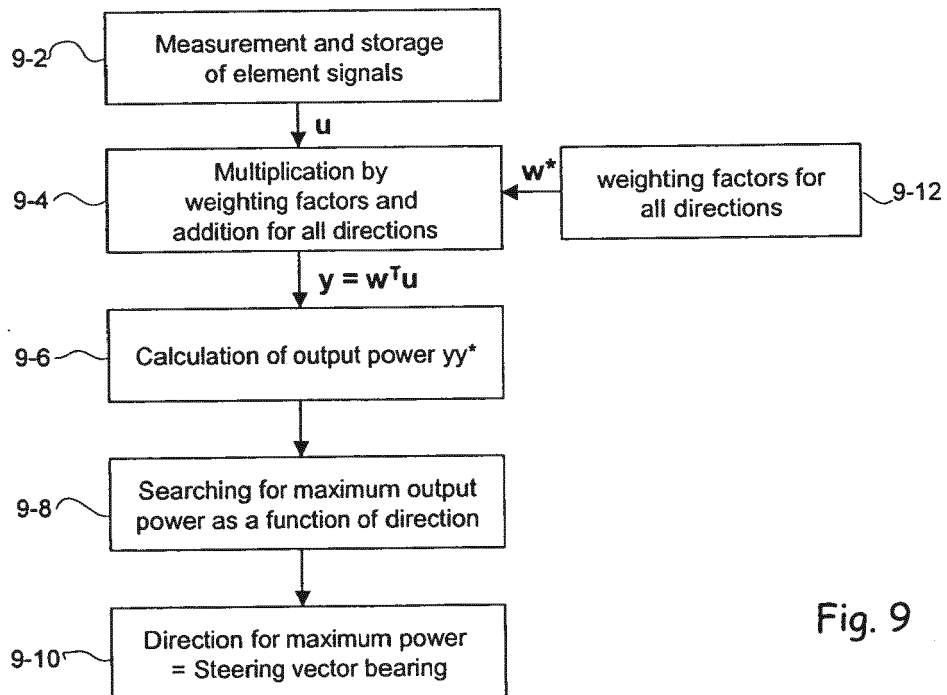 9-2
Measurement and storage
of element signals
u
9-4
Multiplication by
weighting factors and
addition for all directions
w*
weighting factors for
all directions
9-12
y = wᵀu
9-6
Calculation of output power yy*
9-8
Searching for maximum output
power as a function of direction
9-10
Direction for maximum power
= Steering vector bearing
Fig. 9